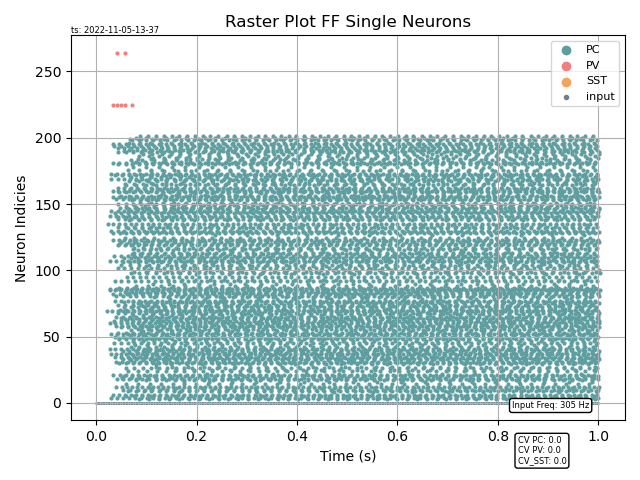 Raster Plot FF Single Neurons
ts: 2022-11-05-13-37
PC
PV
SST
input
250
200
150
100
50
0
Neuron Indicies
Input Freq: 305 Hz
0.0 0.2 0.4 0.6 0.8 1.0
Time (s)
CV PC: 0.0
CV PV: 0.0
CV_SST: 0.0